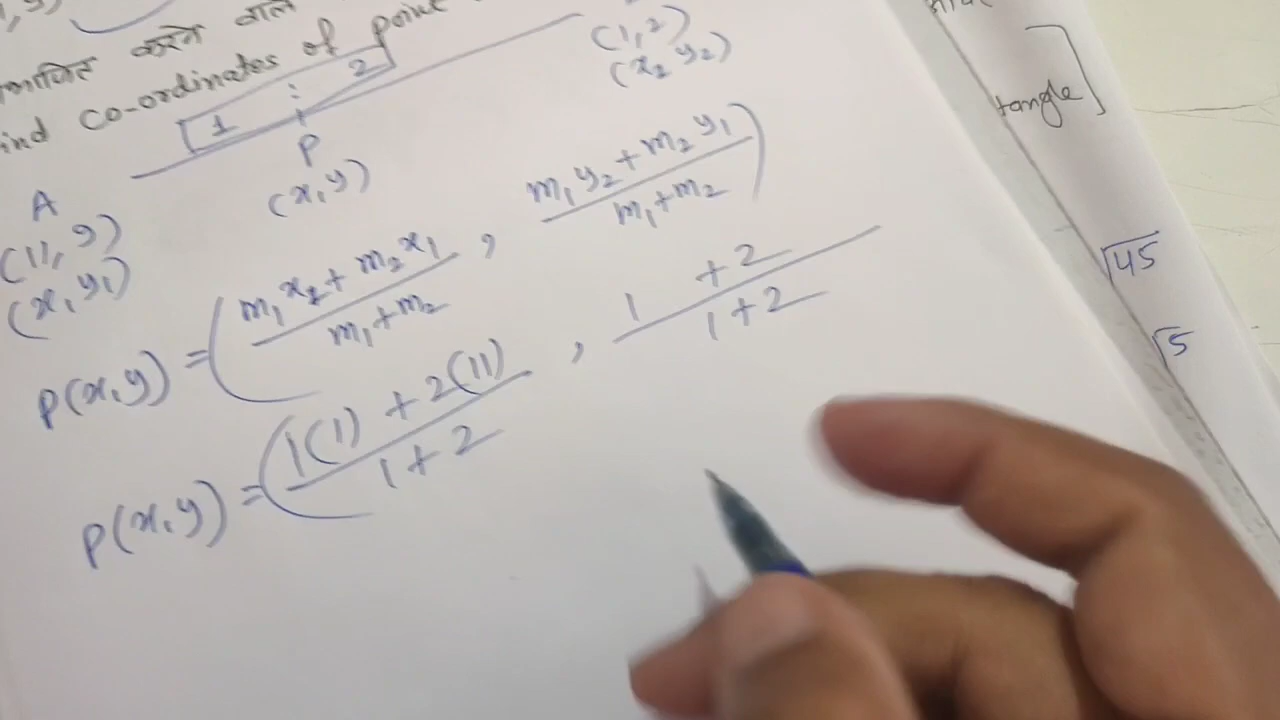 करने वाले
co-ordinates of point
1 : 2
(1, 2)
(x₂ y₂)
P
(x, y)
A
(11, 9)
(x₁ y₁)
P(x, y) = ( m₁x₂ + m₂x₁ / m₁ + m₂ , m₁y₂ + m₂y₁ / m₁ + m₂ )
P(x, y) = ( 1(1) + 2(11) / 1 + 2 , 1 + 2 / 1 + 2
tangle]
√45
√5